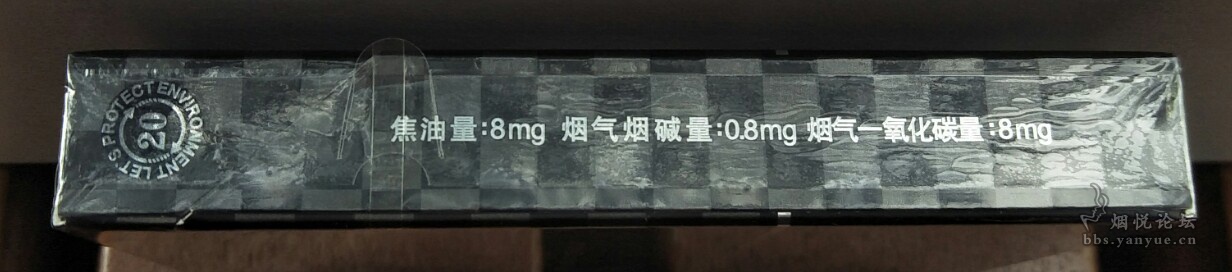 LET'S PROTECT ENVIRONMENT
20
焦油量:8mg 烟气烟碱量:0.8mg 烟气一氧化碳量:8mg
烟悦论坛
bbs.yanyue.cn